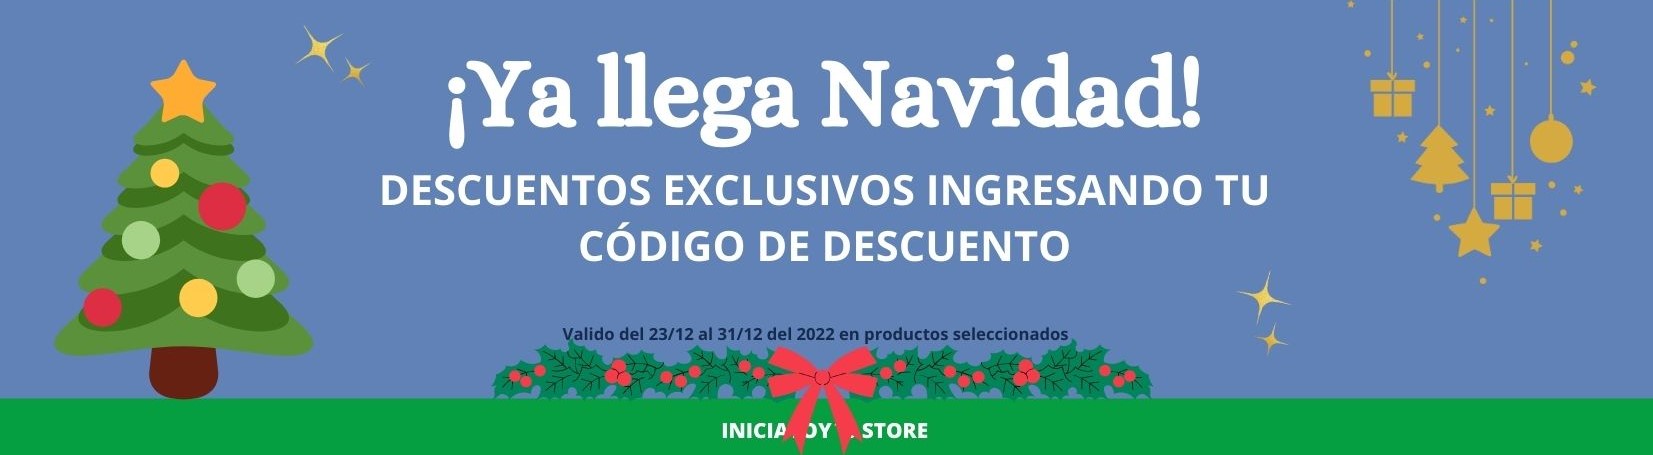 ¡Ya llega Navidad!
DESCUENTOS EXCLUSIVOS INGRESANDO TU
CÓDIGO DE DESCUENTO
Valido del 23/12 al 31/12 del 2022 en productos seleccionados
INICIA STORE